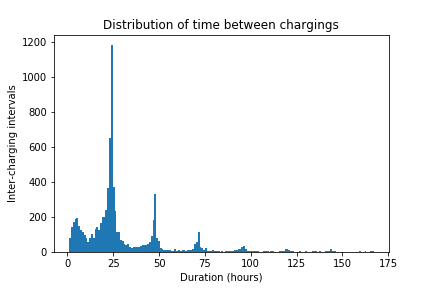 Distribution of time between chargings
1200
1000
800
600
400
200
0
Inter-charging intervals
0 25 50 75 100 125 150 175
Duration (hours)